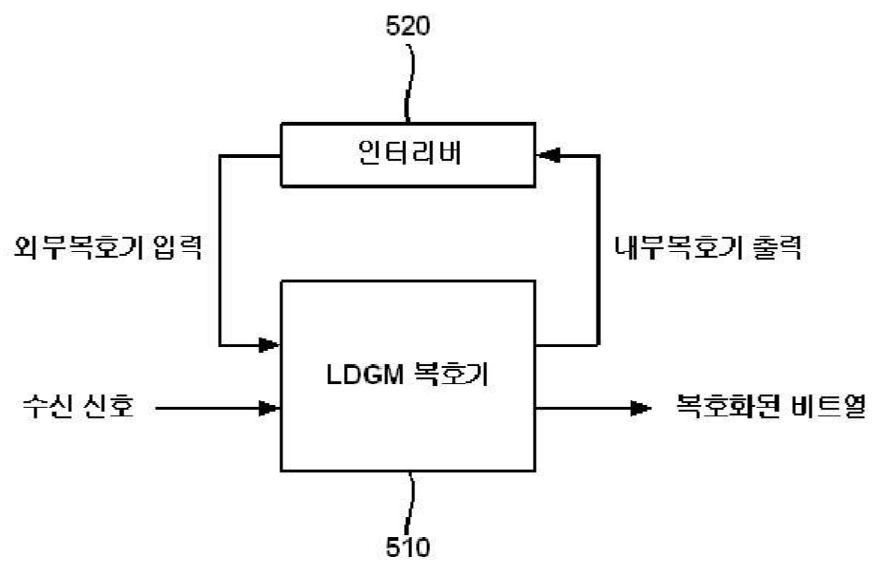 520
인터리버
외부복호기 입력
내부복호기 출력
LDGM 복호기
수신 신호
복호화된 비트열
510